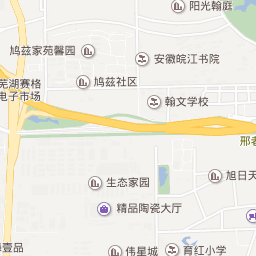 阳光翰庭
鸠兹家苑馨园
安徽皖江书院
鸠兹社区
芜湖赛格
电子市场
翰文学校
邢
生态家园
旭日天
精品陶瓷大厅
壹品
伟星城
育红小学